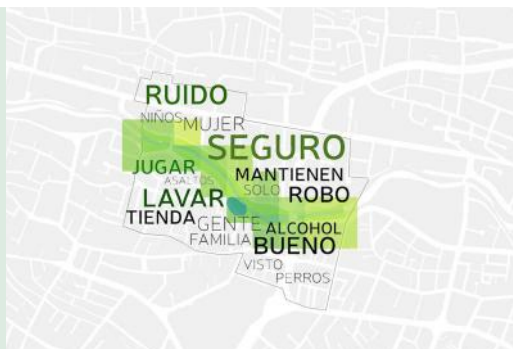 RUIDO
NIÑOS MUJER
SEGURO
JUGAR MANTIENEN
ASALTOS SOLO
LAVAR ROBO
TIENDA GENTE ALCOHOL
FAMILIA BUENO
VISTO
PERROS